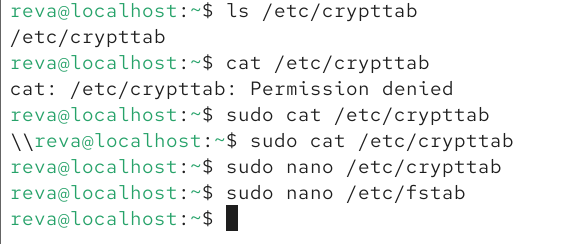 reva@localhost:~$ ls /etc/crypttab
/etc/crypttab
reva@localhost:~$ cat /etc/crypttab
cat: /etc/crypttab: Permission denied
reva@localhost:~$ sudo cat /etc/crypttab
\\reva@localhost:~$ sudo cat /etc/crypttab
reva@localhost:~$ sudo nano /etc/crypttab
reva@localhost:~$ sudo nano /etc/fstab
reva@localhost:~$